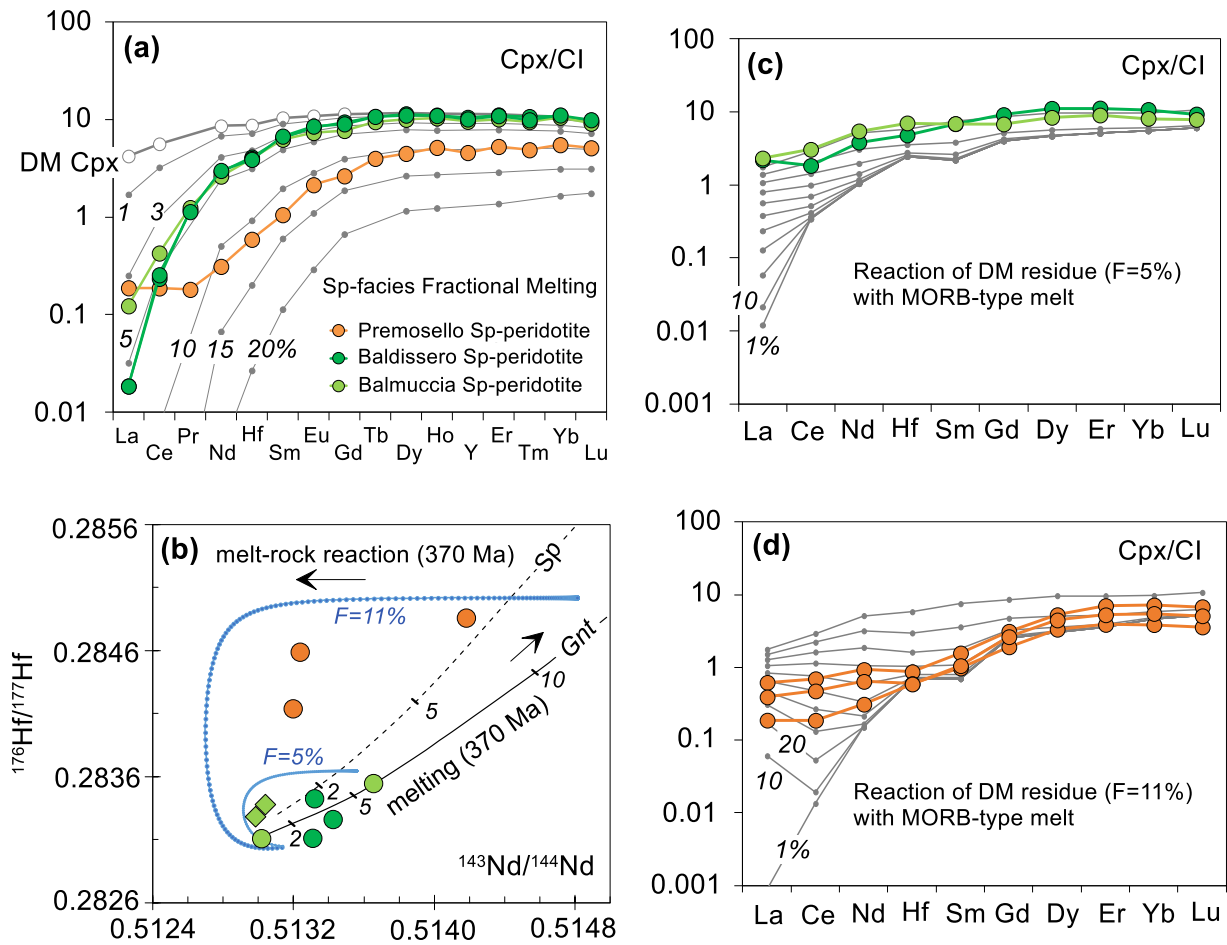 100
10
DM Cpx
1
0.1
0.01
(a)
Cpx/CI
1
3
5
10
15
20%
Sp-facies Fractional Melting
Premosello Sp-peridotite
Baldissero Sp-peridotite
Balmuccia Sp-peridotite
La Pr Hf Eu Tb Ho Er Yb
Ce Nd Sm Gd Dy Y Tm Lu
100
10
1
0.1
0.01
0.001
(c)
Cpx/CI
Reaction of DM residue (F=5%)
with MORB-type melt
10
1%
La Ce Nd Hf Sm Gd Dy Er Yb Lu
0.2856
0.2846
0.2836
0.2826
¹⁷⁶Hf/¹⁷⁷Hf
(b)
melt-rock reaction (370 Ma)
Sp
F=11%
Gnt
10
5
melting (370 Ma)
F=5%
2
5
2
¹⁴³Nd/¹⁴⁴Nd
0.5124 0.5132 0.5140 0.5148
100
10
1
0.1
0.01
0.001
(d)
Cpx/CI
20
10
Reaction of DM residue (F=11%)
with MORB-type melt
1%
La Ce Nd Hf Sm Gd Dy Er Yb Lu